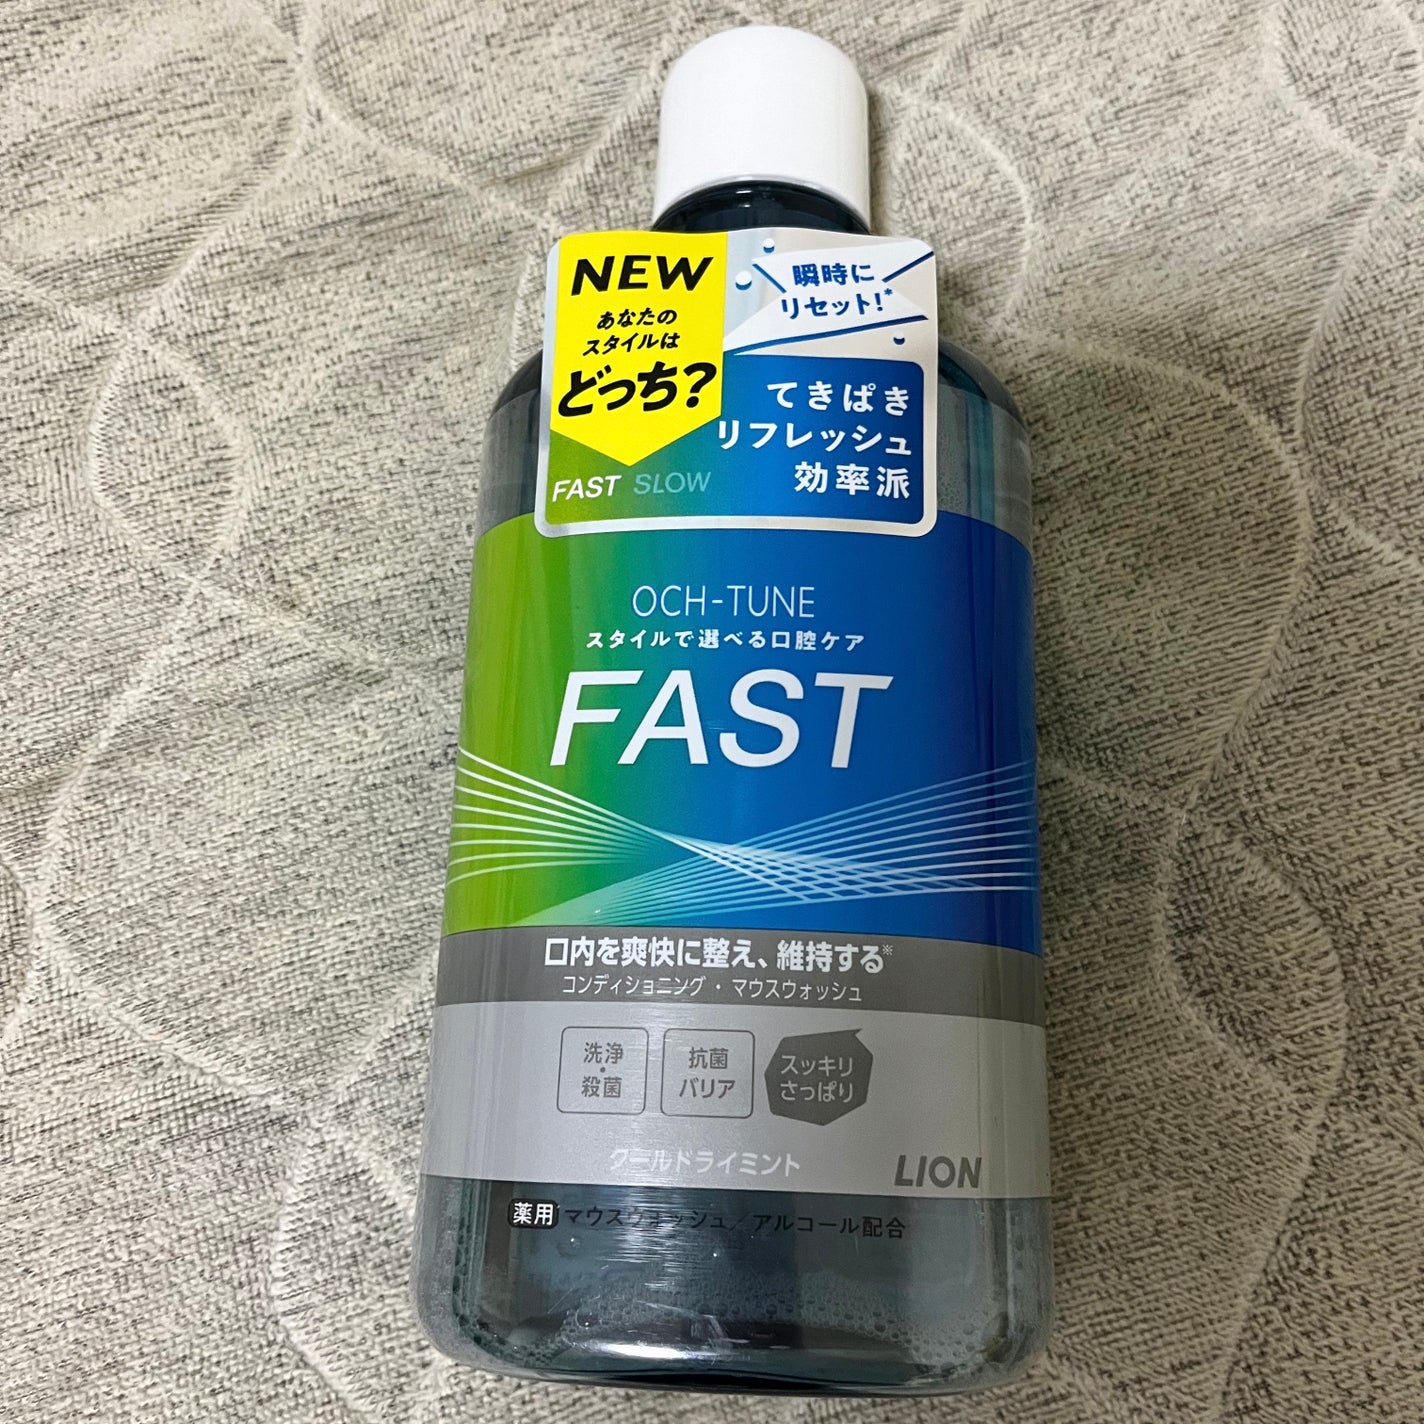 NEW
あなたの
スタイルは
どっち?
FAST SLOW
瞬時に
リセット!*
てきぱき
リフレッシュ
効率派
OCH-TUNE
スタイルで選べる口腔ケア
FAST
口内を爽快に整え、維持する※
コンディショニング・マウスウォッシュ
洗浄
・
殺菌
抗菌
バリア
スッキリ
さっぱり
クールドライミント
LION
薬用 マウスウォッシュ/アルコール配合